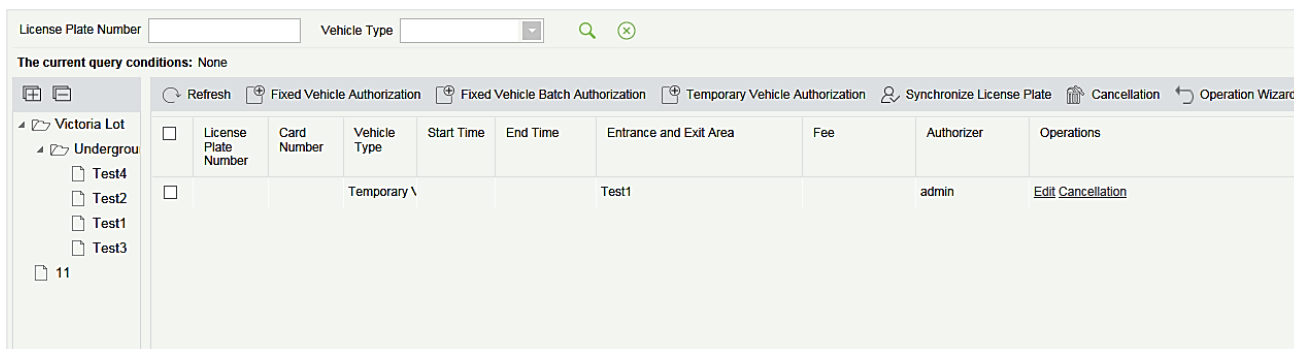 License Plate Number Vehicle Type
The current query conditions: None
Refresh Fixed Vehicle Authorization Fixed Vehicle Batch Authorization Temporary Vehicle Authorization Synchronize License Plate Cancellation Operation Wizard
Victoria Lot
Undergrou
Test4
Test2
Test1
Test3
11
License Plate Number Card Number Vehicle Type Start Time End Time Entrance and Exit Area Fee Authorizer Operations
Temporary V Test1 admin Edit Cancellation